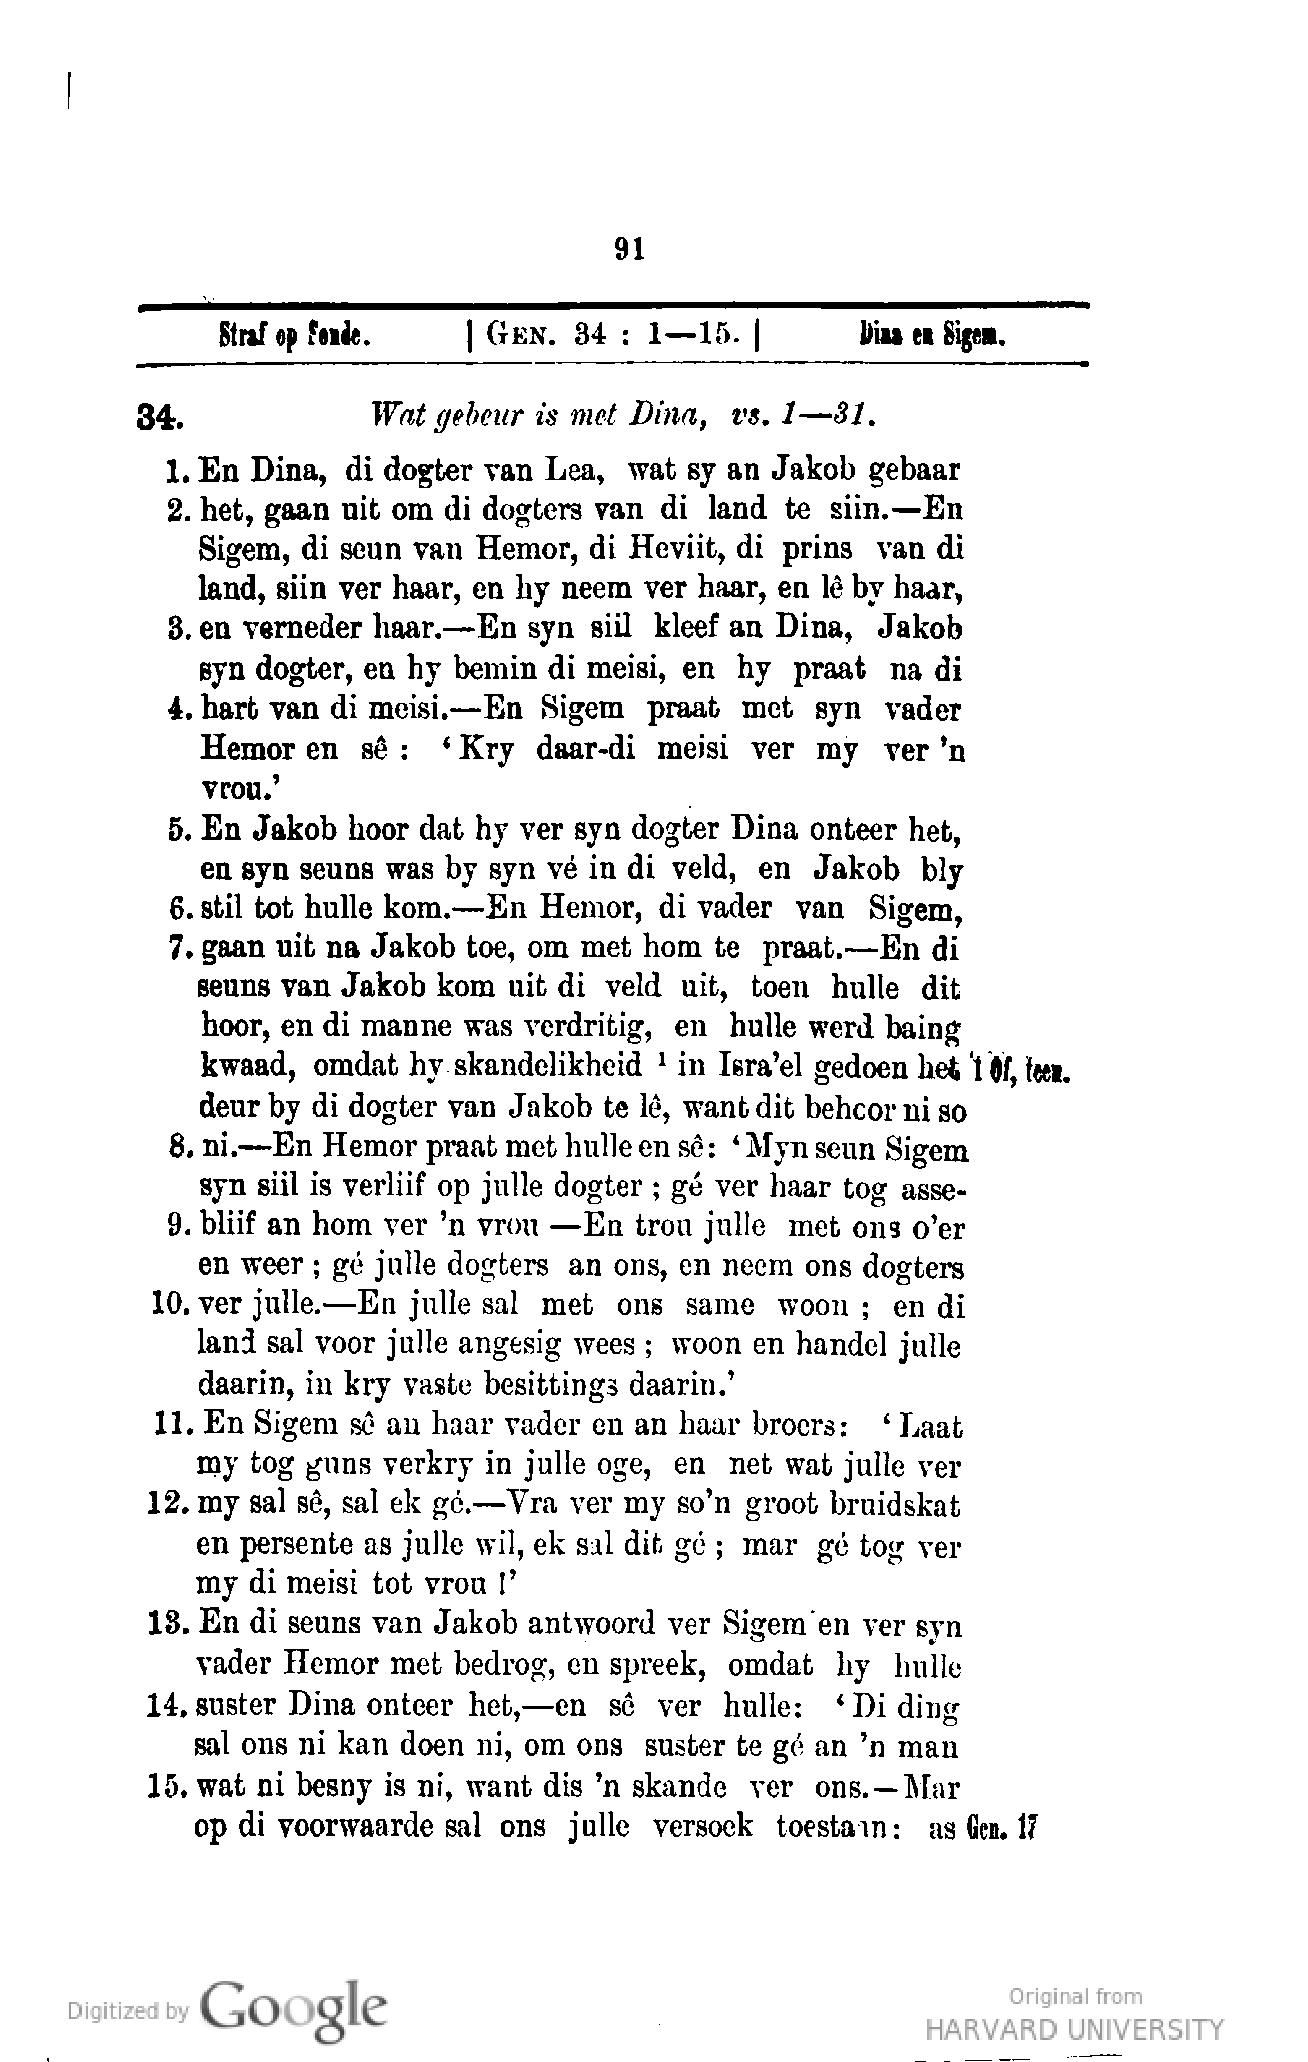 91
Straf op Sonde. | GEN. 34 : 1—15. | Dina en Sigem.
34. Wat gebeur is met Dina, vs. 1—31.
1. En Dina, di dogter van Lea, wat sy an Jakob gebaar
2. het, gaan uit om di dogters van di land te siin.—En
Sigem, di seun van Hemor, di Heviit, di prins van di
land, siin ver haar, en hy neem ver haar, en lê by haar,
3. en verneder haar.—En syn siil kleef an Dina, Jakob
syn dogter, en hy bemin di meisi, en hy praat na di
4. hart van di meisi.—En Sigem praat met syn vader
Hemor en sê : ‘ Kry daar-di meisi ver my ver ’n
vrou.’
5. En Jakob hoor dat hy ver syn dogter Dina onteer het,
en syn seuns was by syn vé in di veld, en Jakob bly
6. stil tot hulle kom.—En Hemor, di vader van Sigem,
7. gaan uit na Jakob toe, om met hom te praat.—En di
seuns van Jakob kom uit di veld uit, toen hulle dit
hoor, en di manne was verdritig, en hulle werd baing
kwaad, omdat hy skandelikheid ¹ in Isra’el gedoen het 1 Of, teen.
deur by di dogter van Jakob te lê, want dit behoor ni so
8. ni.—En Hemor praat met hulle en sê: ‘ Myn seun Sigem
syn siil is verliif op julle dogter ; gé ver haar tog asse-
9. bliif an hom ver ’n vrou —En trou julle met ons o’er
en weer ; gé julle dogters an ons, en neem ons dogters
10. ver julle.—En julle sal met ons same woon ; en di
land sal voor julle angesig wees ; woon en handel julle
daarin, in kry vaste besittings daarin.’
11. En Sigem sê an haar vader en an haar broers: ‘ Laat
my tog guns verkry in julle oge, en net wat julle ver
12. my sal sê, sal ek gé.—Vra ver my so’n groot bruidskat
en persente as julle wil, ek sal dit gé ; mar gé tog ver
my di meisi tot vrou !’
13. En di seuns van Jakob antwoord ver Sigem en ver syn
vader Hemor met bedrog, en spreek, omdat hy hulle
14. suster Dina onteer het,—en sê ver hulle: ‘ Di ding
sal ons ni kan doen ni, om ons suster te gé an ’n man
15. wat ni besny is ni, want dis ’n skande ver ons.—Mar
op di voorwaarde sal ons julle versoek toestaan: as Gen. 17
Digitized by Google
Original from
HARVARD UNIVERSITY